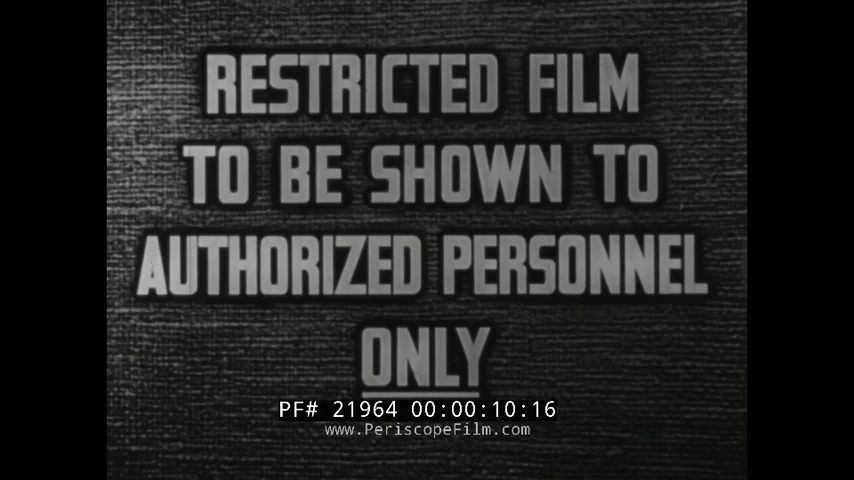 RESTRICTED FILM
TO BE SHOWN TO
AUTHORIZED PERSONNEL
ONLY
PF# 21964 00:00:10:16
www.PeriscopeFilm.com